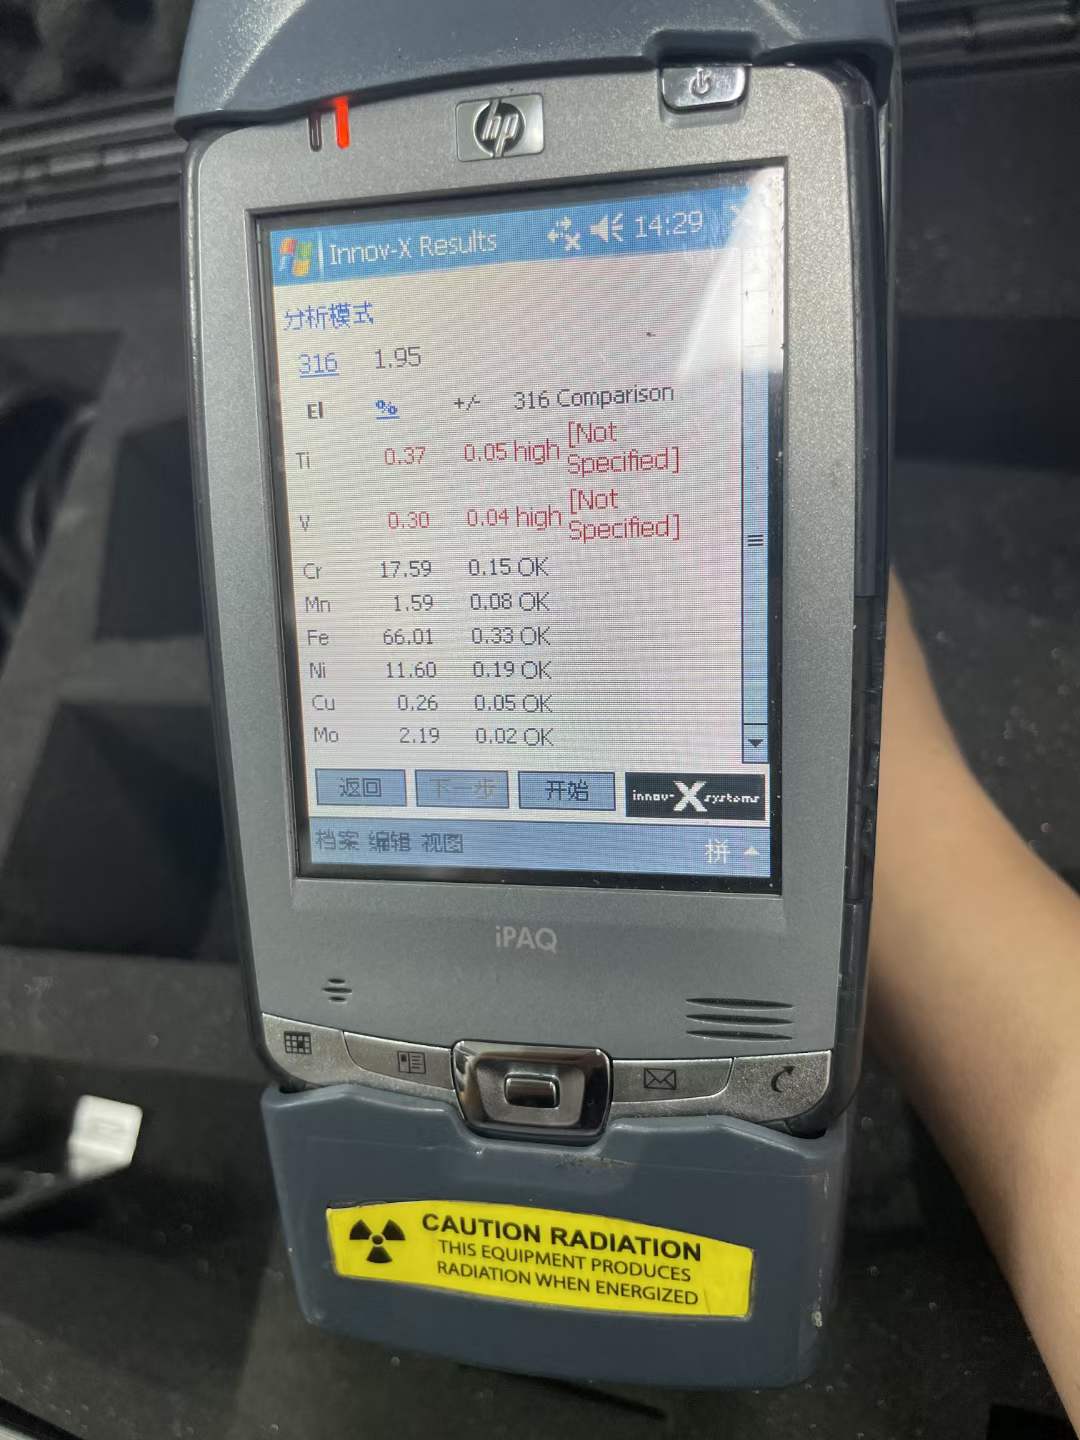 hp
Innov-X Results 14:29
分析模式
316 1.95
El % +/- 316 Comparison
Ti 0.37 0.05 high [Not Specified]
V 0.30 0.04 high [Not Specified]
Cr 17.59 0.15 OK
Mn 1.59 0.08 OK
Fe 66.01 0.33 OK
Ni 11.60 0.19 OK
Cu 0.26 0.05 OK
Mo 2.19 0.02 OK
返回 下一步 开始 innov-X systems
档案 编辑 视图 拼
iPAQ
CAUTION RADIATION
THIS EQUIPMENT PRODUCES
RADIATION WHEN ENERGIZED